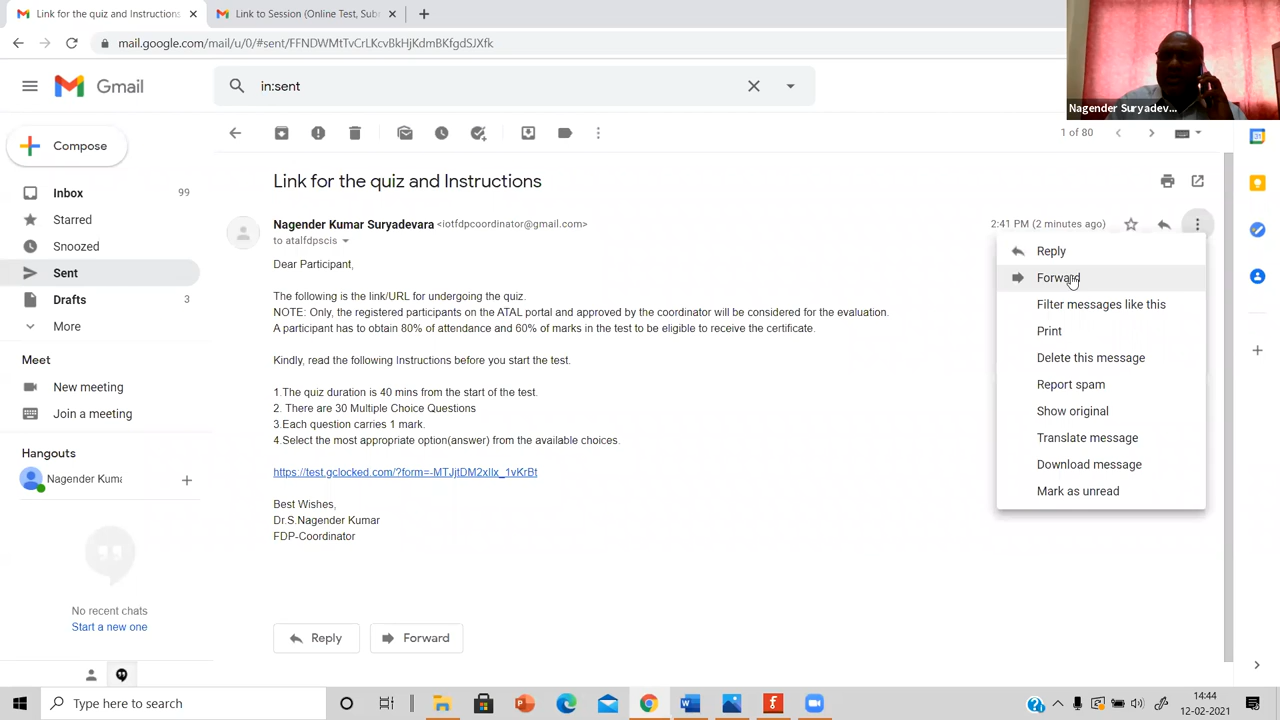 Link for the quiz and Instructions
Link to Session (Online Test, Sub
mail.google.com/mail/u/0/#sent/FFNDWMtTvCrLKcvBkHjKdmBKfgdSJXfk
Nagender Suryadev...
Gmail
in:sent
Compose
1 of 80
Inbox 99
Starred
Snoozed
Sent
Drafts 3
More
Meet
New meeting
Join a meeting
Hangouts
Nagender Kuma
No recent chats
Start a new one
Link for the quiz and Instructions
Nagender Kumar Suryadevara <iotfdpcoordinator@gmail.com>
2:41 PM (2 minutes ago)
to atalfdpscis
Dear Participant,
The following is the link/URL for undergoing the quiz.
NOTE: Only, the registered participants on the ATAL portal and approved by the coordinator will be considered for the evaluation.
A participant has to obtain 80% of attendance and 60% of marks in the test to be eligible to receive the certificate.
Kindly, read the following Instructions before you start the test.
1.The quiz duration is 40 mins from the start of the test.
2. There are 30 Multiple Choice Questions
3.Each question carries 1 mark.
4.Select the most appropriate option(answer) from the available choices.
https://test.gclocked.com/?form=-MTJjtDM2xIlx_1vKrBt
Best Wishes,
Dr.S.Nagender Kumar
FDP-Coordinator
Reply
Forward
Reply
Forward
Filter messages like this
Print
Delete this message
Report spam
Show original
Translate message
Download message
Mark as unread
Type here to search
14:44
12-02-2021